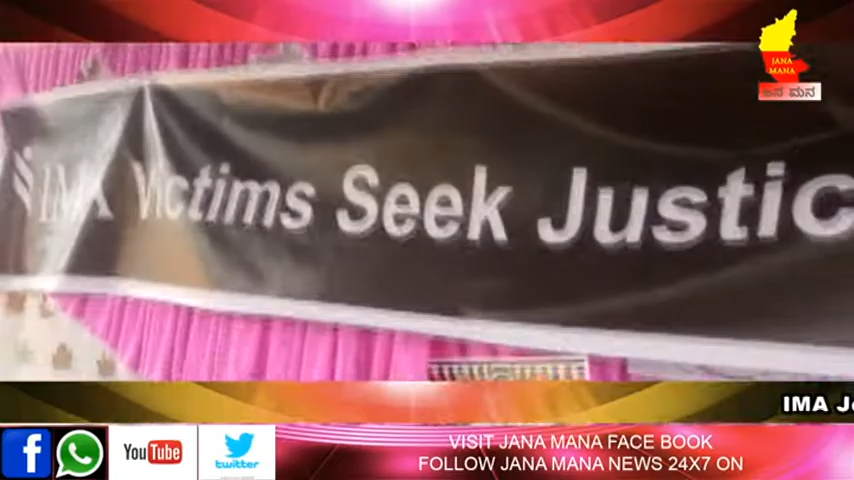 JANA
MANA
ಜನ ಮನ
IMA Victims Seek Justic
IMA J
YouTube
twitter
VISIT JANA MANA FACE BOOK
FOLLOW JANA MANA NEWS 24X7 ON